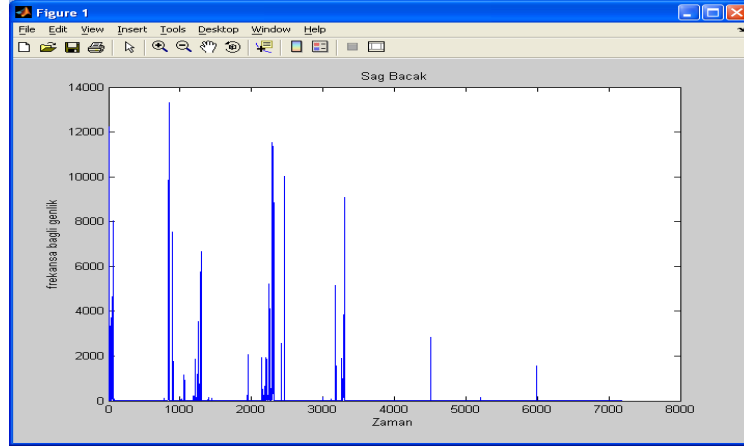 Figure 1
File Edit View Insert Tools Desktop Window Help
Sag Bacak
14000
12000
10000
8000
6000
4000
2000
0
frekansa bagli genlik
0 1000 2000 3000 4000 5000 6000 7000 8000
Zaman